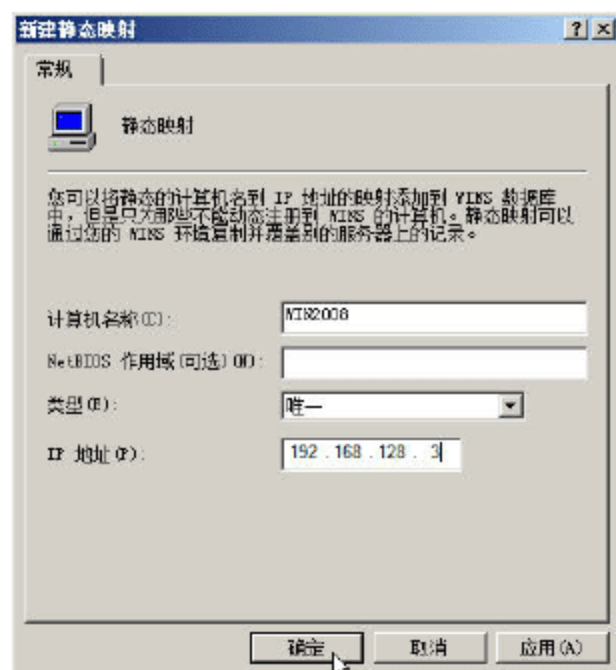 新建静态映射
常规
静态映射
您可以将静态的计算机名到 IP 地址的映射添加到 WINS 数据库
中，但是只为那些不能动态注册到 WINS 的计算机。静态映射可以
通过您的 WINS 环境复制并覆盖别的服务器上的记录。
计算机名称(C):
WIN2008
NetBIOS 作用域(可选)(N):
类型(E):
唯一
IP 地址(P):
192 . 168 . 128 . 3
确定
取消
应用(A)